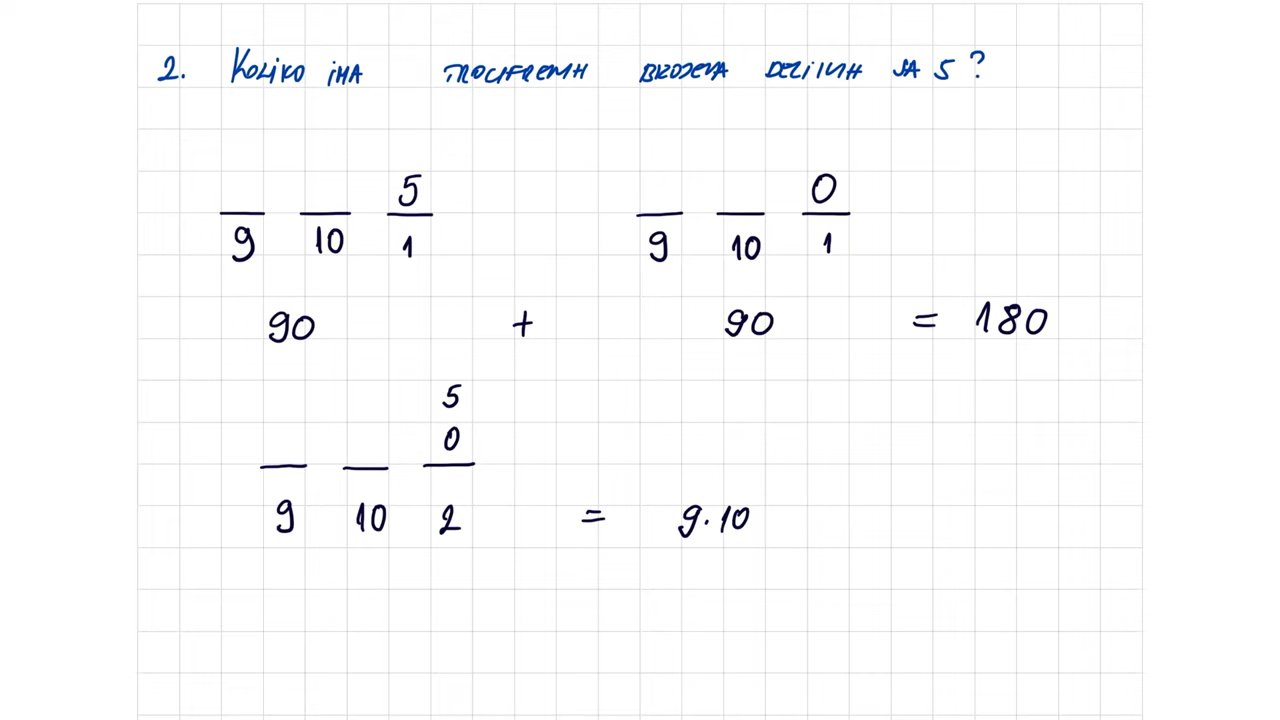 2. KOLIKO IMA TROCIFRENIH BROJEVA DELJIVIH SA 5?
5 0
9 10 1 9 10 1
90 + 90 = 180
5
0
9 10 2 = 9·10